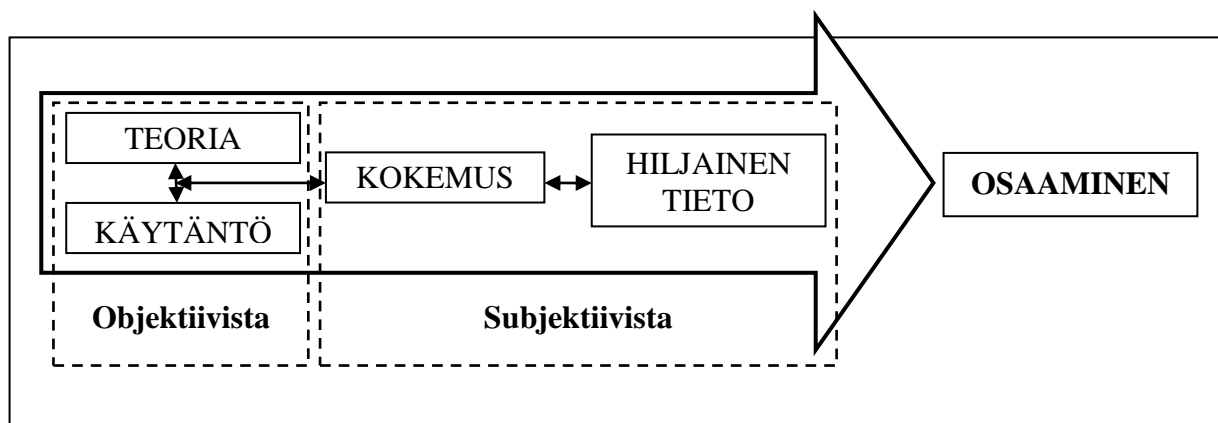 TEORIA
KÄYTÄNTÖ
KOKEMUS
HILJAINEN
TIETO
OSAAMINEN
Objektiivista
Subjektiivista